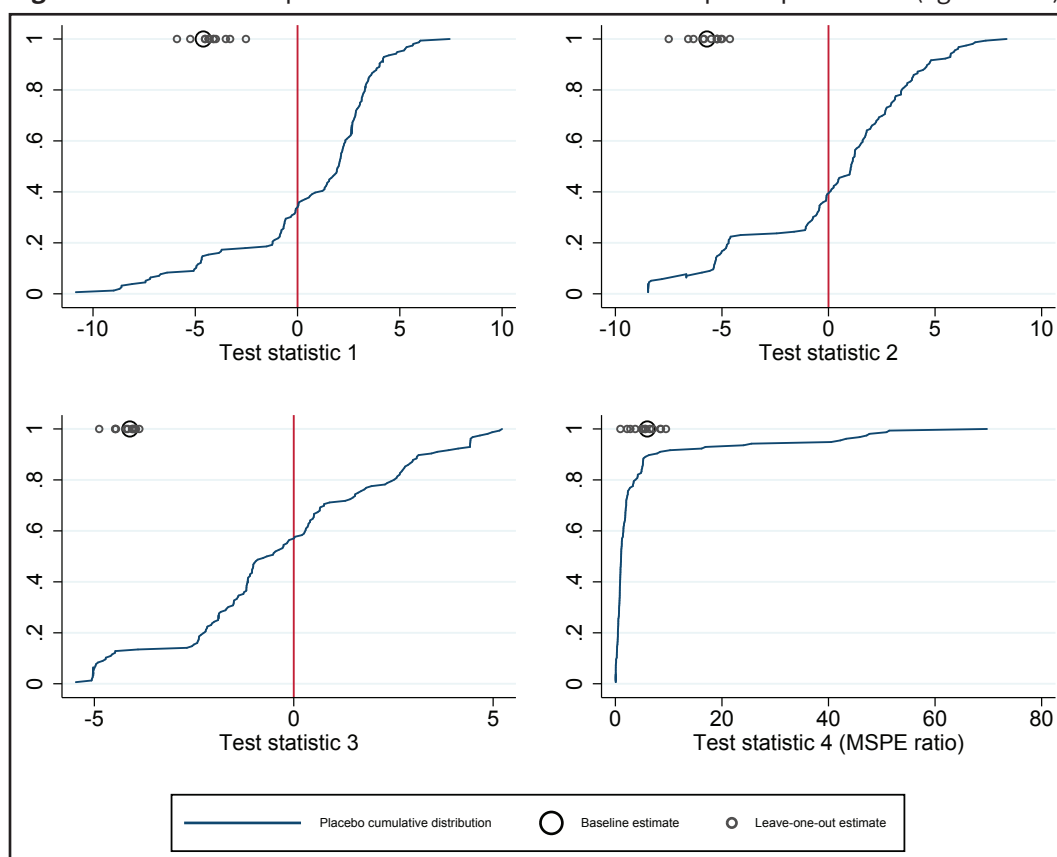 0 .2 .4 .6 .8 1
-10 -5 0 5 10
Test statistic 1
0 .2 .4 .6 .8 1
-10 -5 0 5 10
Test statistic 2
0 .2 .4 .6 .8 1
-5 0 5
Test statistic 3
0 .2 .4 .6 .8 1
0 20 40 60 80
Test statistic 4 (MSPE ratio)
Placebo cumulative distribution Baseline estimate Leave-one-out estimate